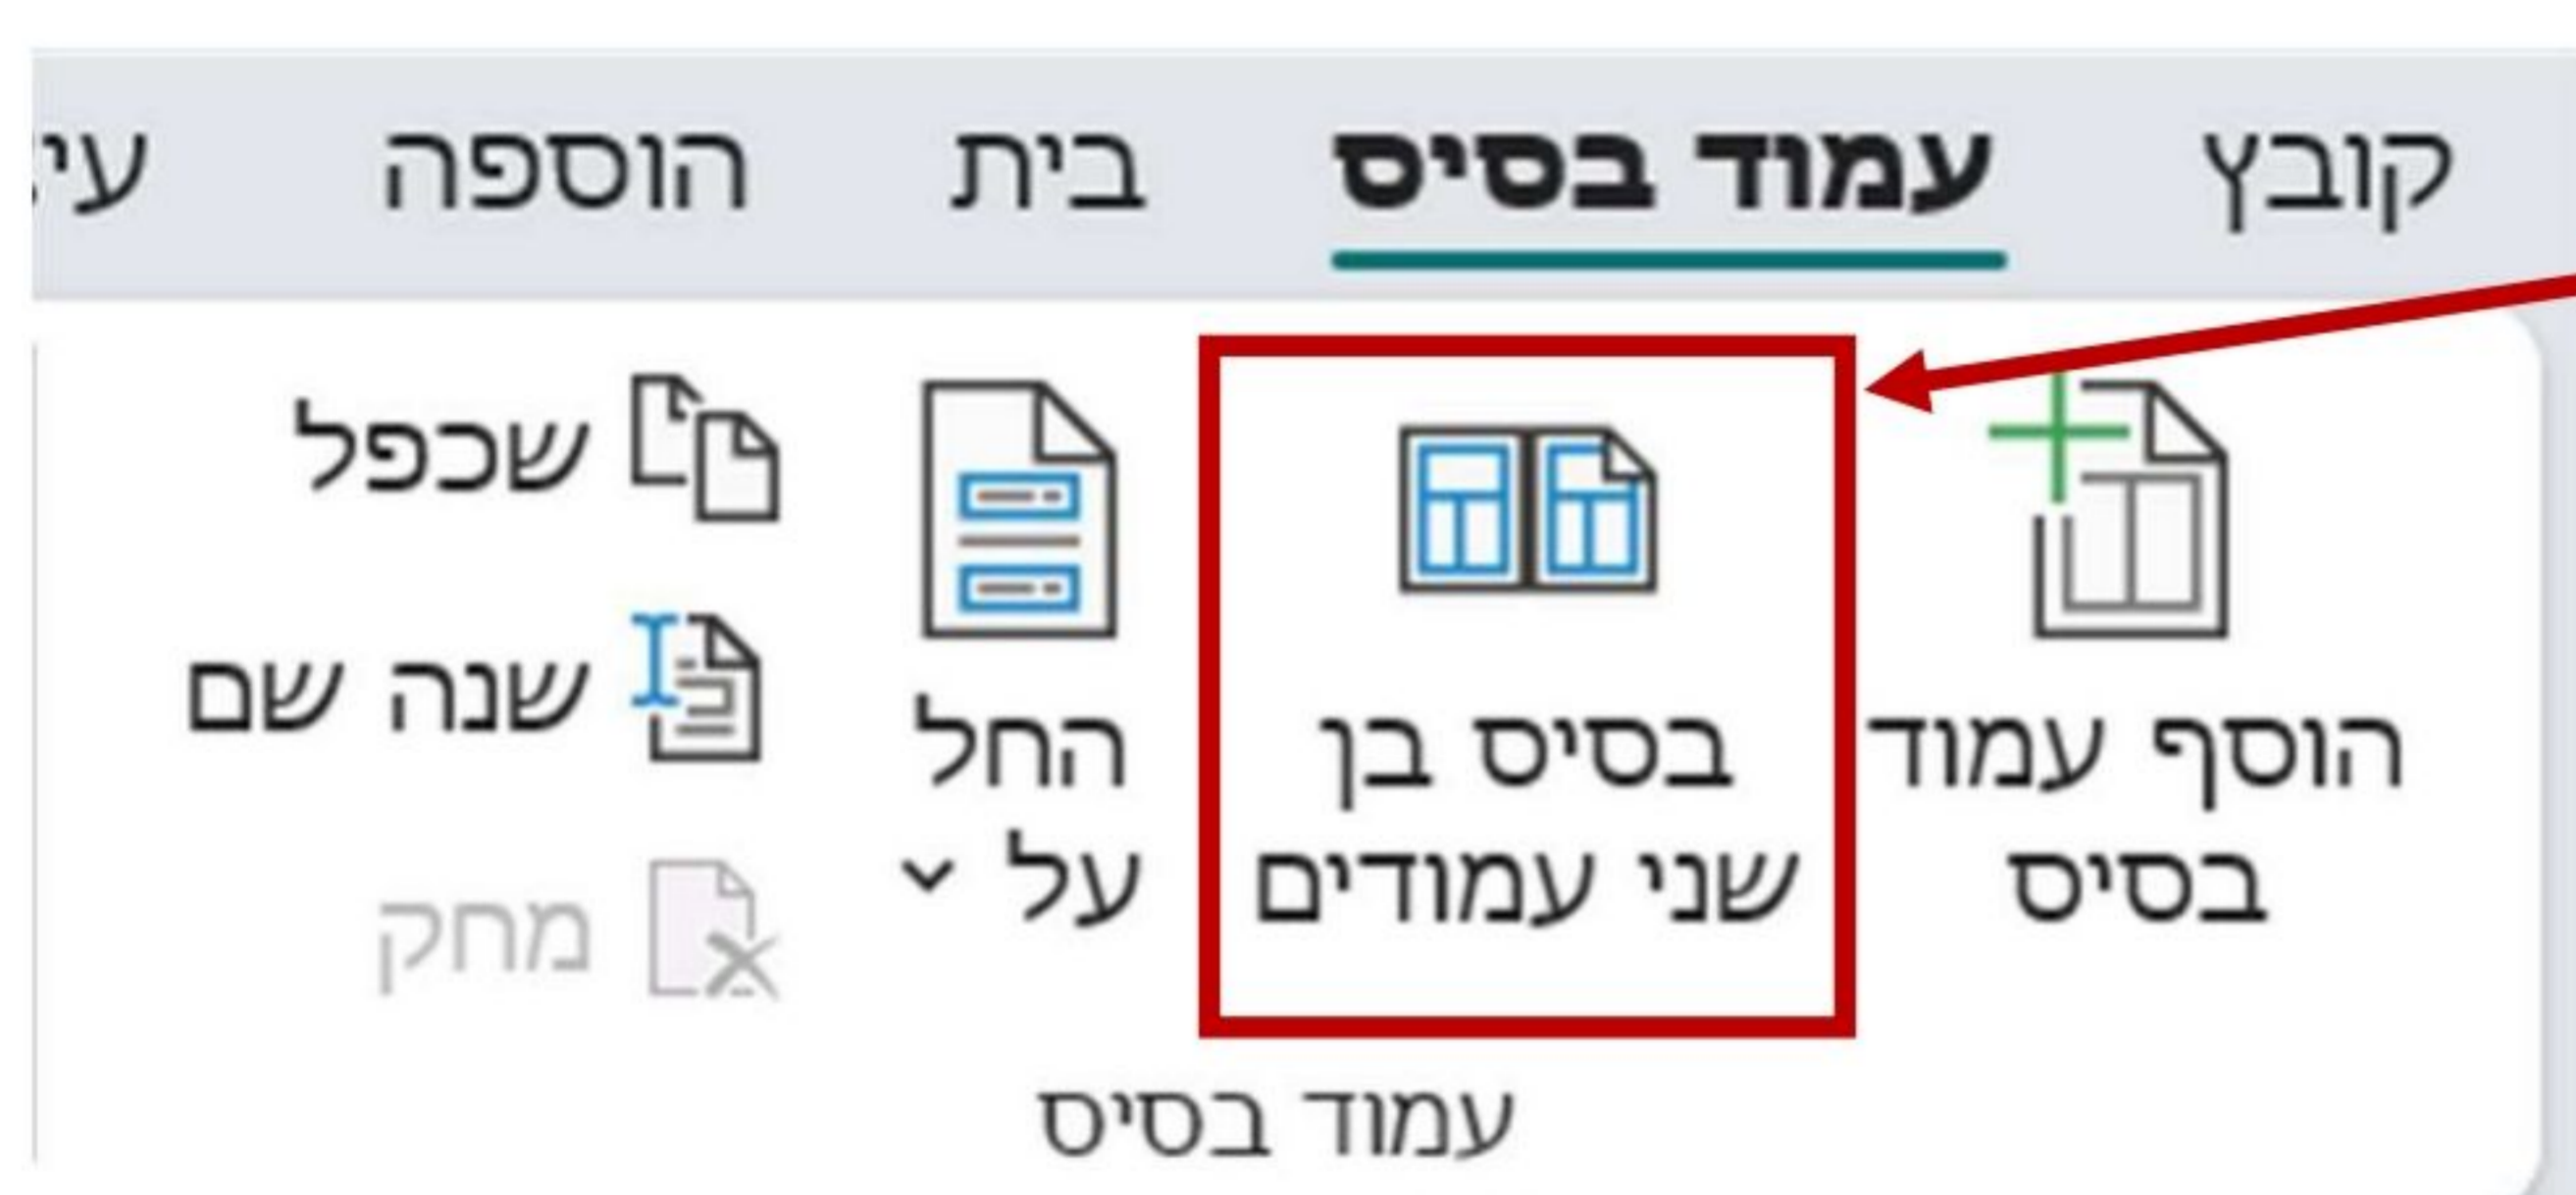 קובץ עמוד בסיס בית הוספה
הוסף עמוד
בסיס
בסיס בן
שני עמודים
החל
על
שכפל
שנה שם
מחק
עמוד בסיס